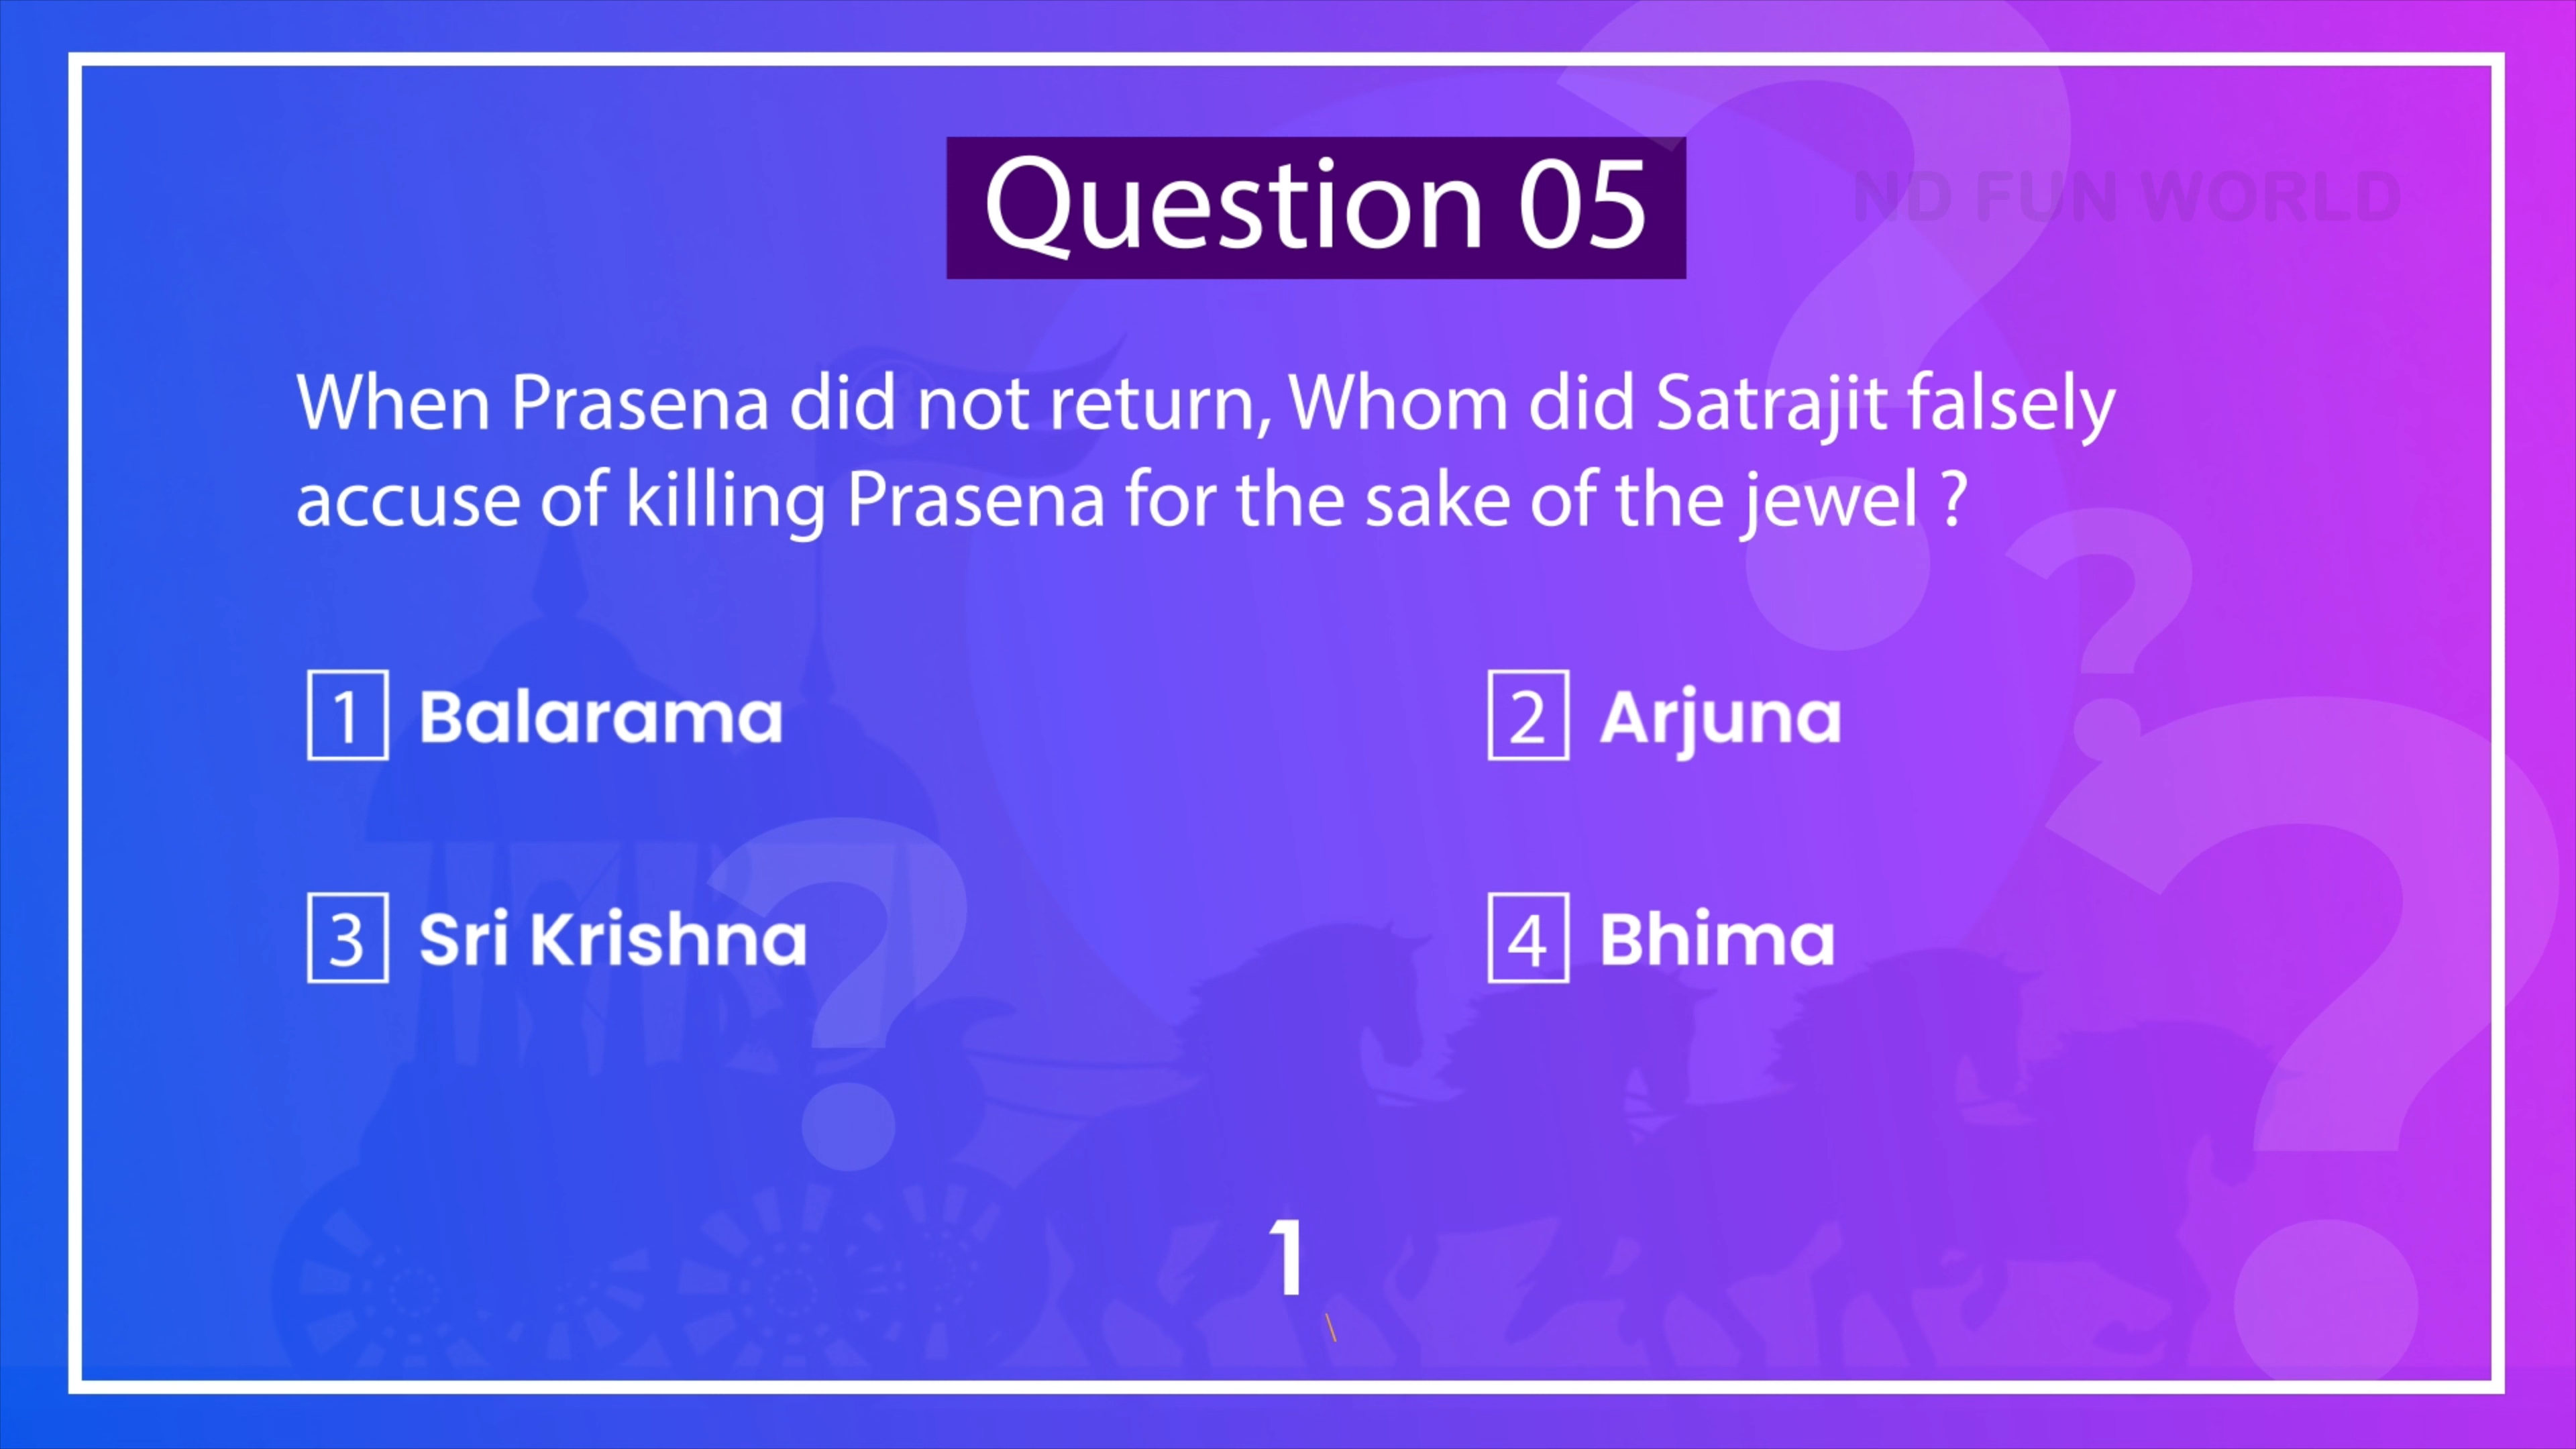 Question 05
ND FUN WORLD
When Prasena did not return, Whom did Satrajit falsely
accuse of killing Prasena for the sake of the jewel ?
1 Balarama
2 Arjuna
3 Sri Krishna
4 Bhima
1